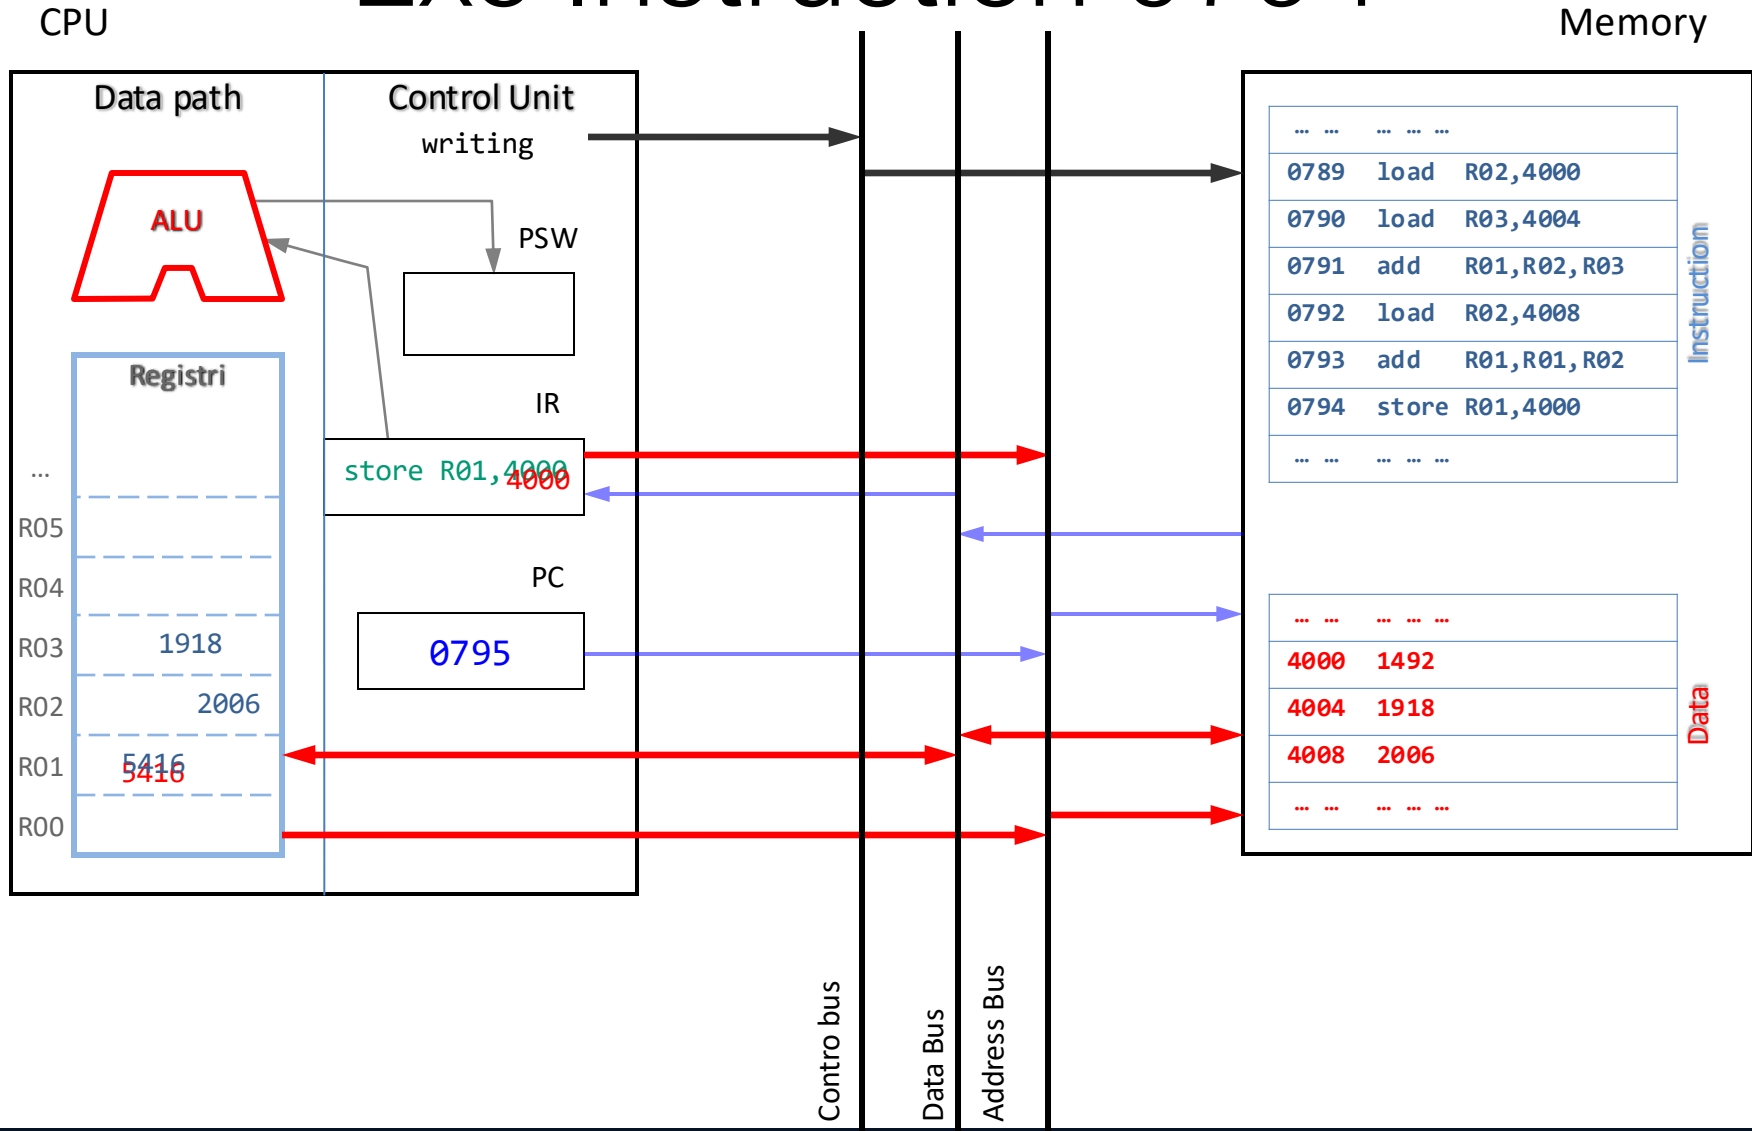 CPU
Memory
Data path
Control Unit
writing
ALU
PSW
Registri
IR
store R01,4000
4000
PC
0795
…
R05
R04
R03
1918
R02
2006
R01
5416
5416
R00
… … … … …
0789 load R02,4000
0790 load R03,4004
0791 add R01,R02,R03
0792 load R02,4008
0793 add R01,R01,R02
0794 store R01,4000
… … … … …
Instruction
… … … … …
4000 1492
4004 1918
4008 2006
… … … … …
Data
Contro bus
Data Bus
Address Bus